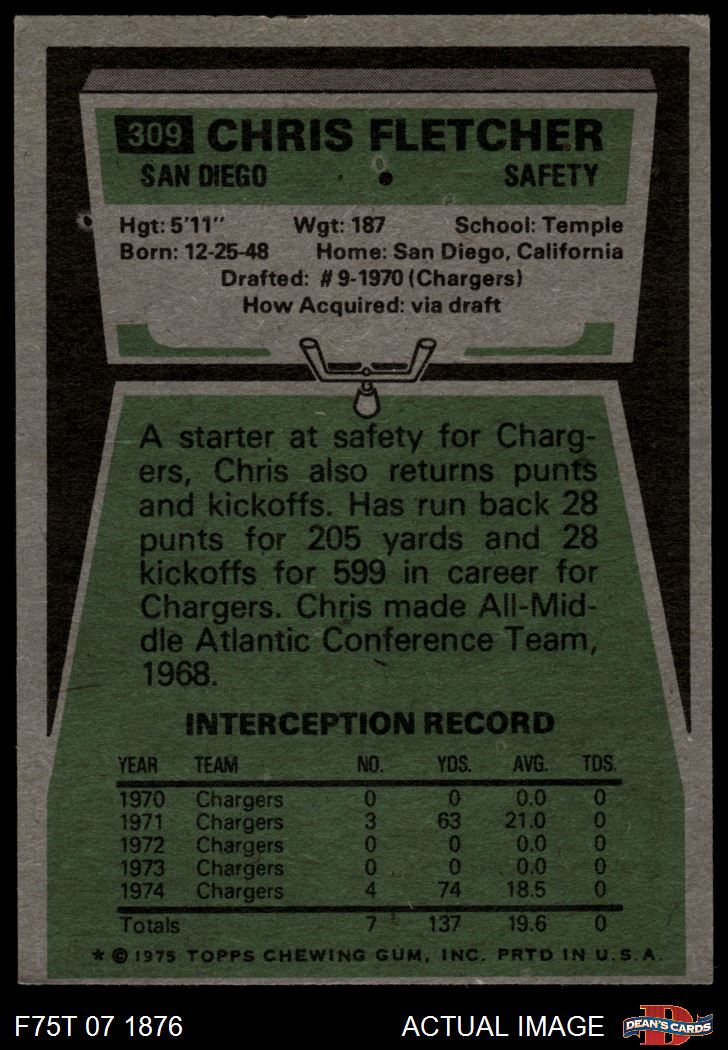 309 CHRIS FLETCHER
SAN DIEGO • SAFETY
Hgt: 5'11" Wgt: 187 School: Temple
Born: 12-25-48 Home: San Diego, California
Drafted: #9-1970 (Chargers)
How Acquired: via draft
A starter at safety for Charg-
ers, Chris also returns punts
and kickoffs. Has run back 28
punts for 205 yards and 28
kickoffs for 599 in career for
Chargers. Chris made All-Mid-
dle Atlantic Conference Team,
1968.
INTERCEPTION RECORD
YEAR TEAM NO. YDS. AVG. TDS.
1970 Chargers 0 0 0.0 0
1971 Chargers 3 63 21.0 0
1972 Chargers 0 0 0.0 0
1973 Chargers 0 0 0.0 0
1974 Chargers 4 74 18.5 0
Totals 7 137 19.6 0
* © 1975 TOPPS CHEWING GUM, INC. PRTD IN U.S.A.
F75T 07 1876 ACTUAL IMAGE D DEAN'S CARDS